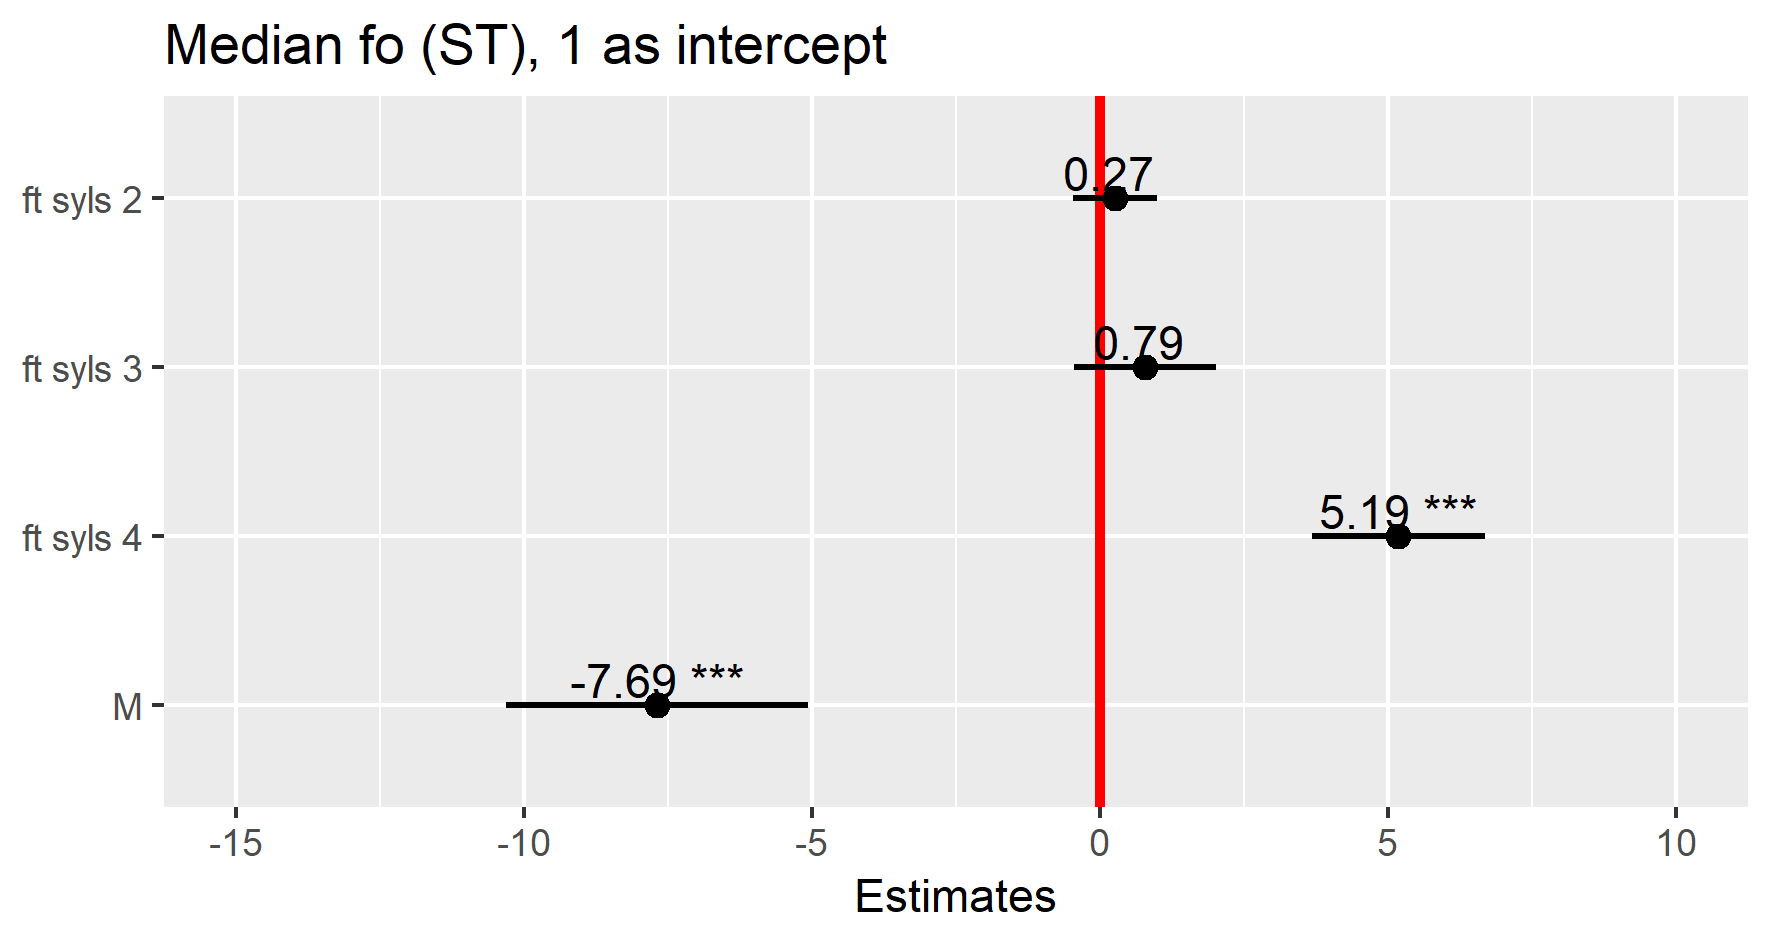 Median fo (ST), 1 as intercept
ft syls 2
0.27
ft syls 3
0.79
ft syls 4
5.19 ***
M
-7.69 ***
-15 -10 -5 0 5 10
Estimates